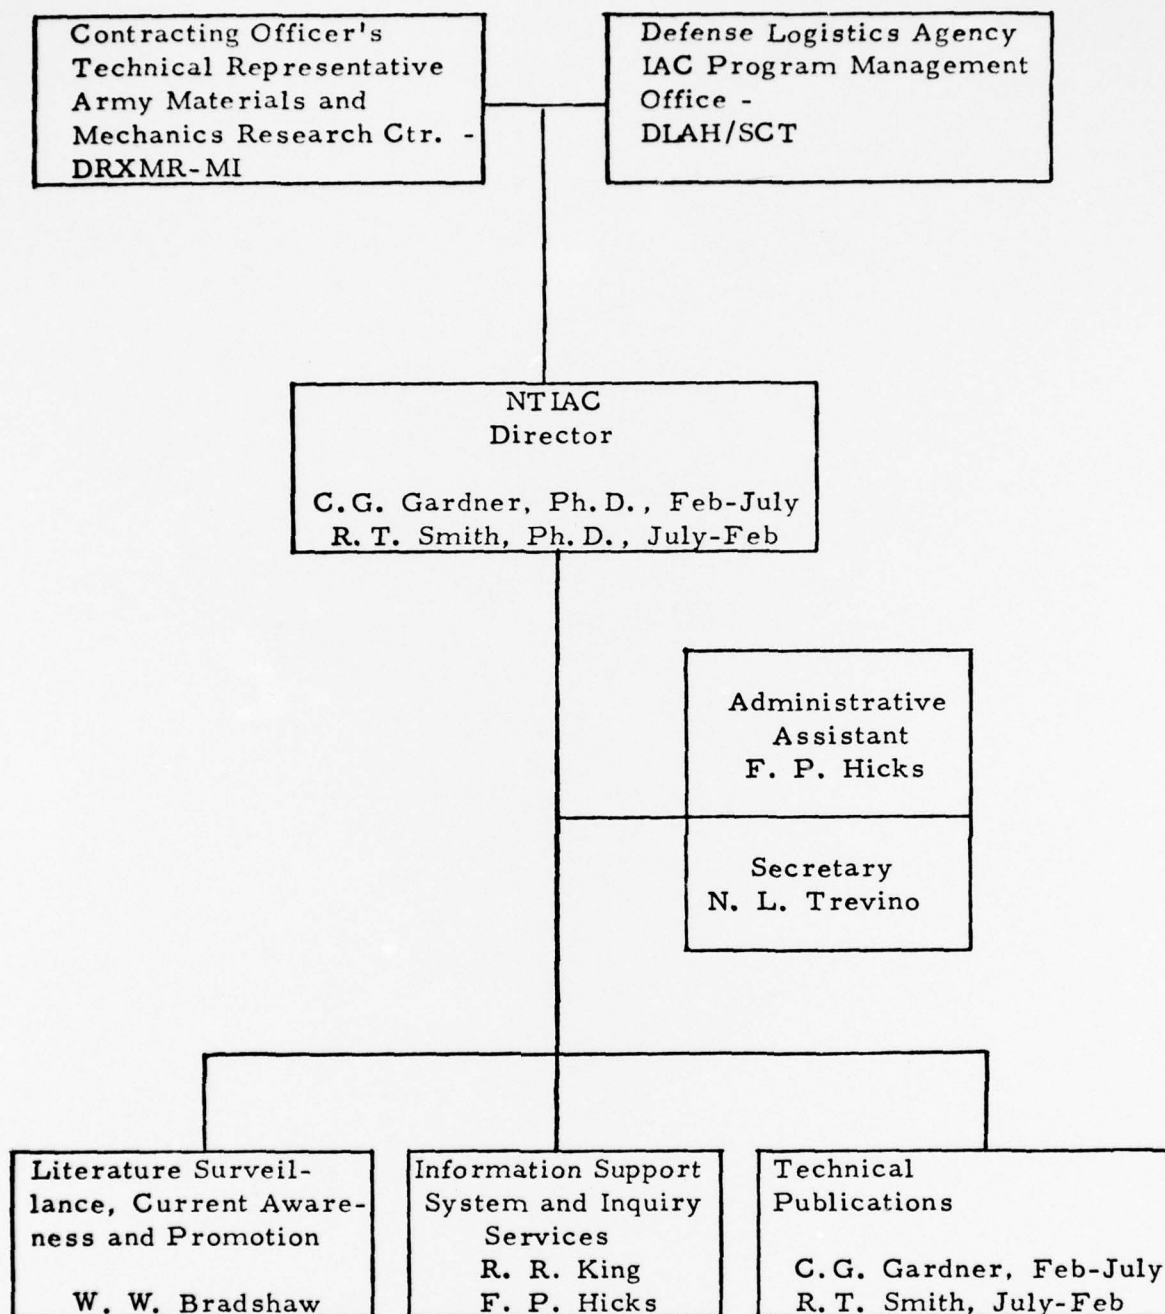 Contracting Officer's
Technical Representative
Army Materials and
Mechanics Research Ctr. -
DRXMR-MI
Defense Logistics Agency
IAC Program Management
Office -
DLAH/SCT
NTIAC
Director
C.G. Gardner, Ph.D., Feb-July
R. T. Smith, Ph.D., July-Feb
Administrative
Assistant
F. P. Hicks
Secretary
N. L. Trevino
Literature Surveil-
lance, Current Aware-
ness and Promotion
W. W. Bradshaw
Information Support
System and Inquiry
Services
R. R. King
F. P. Hicks
Technical
Publications
C.G. Gardner, Feb-July
R. T. Smith, July-Feb